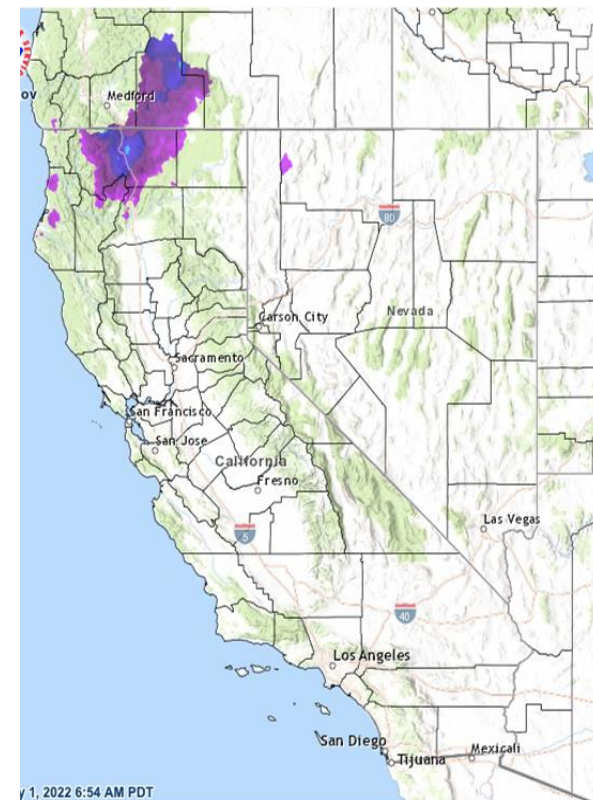 ov
Medford
80
Carson City
Nevada
Sacramento
San Francisco
San Jose
California
Fresno
Las Vegas
5
40
Los Angeles
San Diego
Tijuana
Mexicali
y 1, 2022 6:54 AM PDT